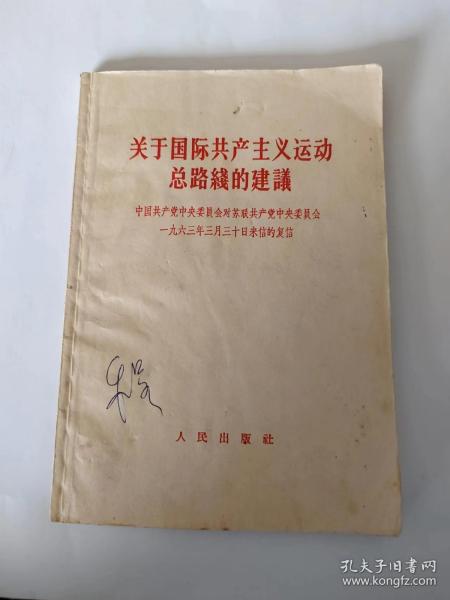 关于国际共产主义运动
总路綫的建議
中国共产党中央委員会对苏联共产党中央委員会
一九六三年三月三十日来信的复信
人民出版社
孔夫子旧书网
www.kongfz.com